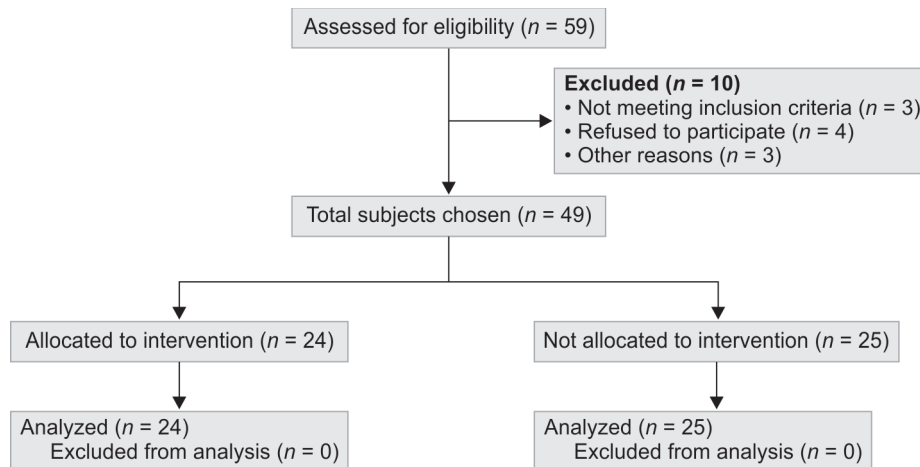 Assessed for eligibility (n = 59)
Excluded (n = 10)
• Not meeting inclusion criteria (n = 3)
• Refused to participate (n = 4)
• Other reasons (n = 3)
Total subjects chosen (n = 49)
Allocated to intervention (n = 24)
Not allocated to intervention (n = 25)
Analyzed (n = 24)
Excluded from analysis (n = 0)
Analyzed (n = 25)
Excluded from analysis (n = 0)